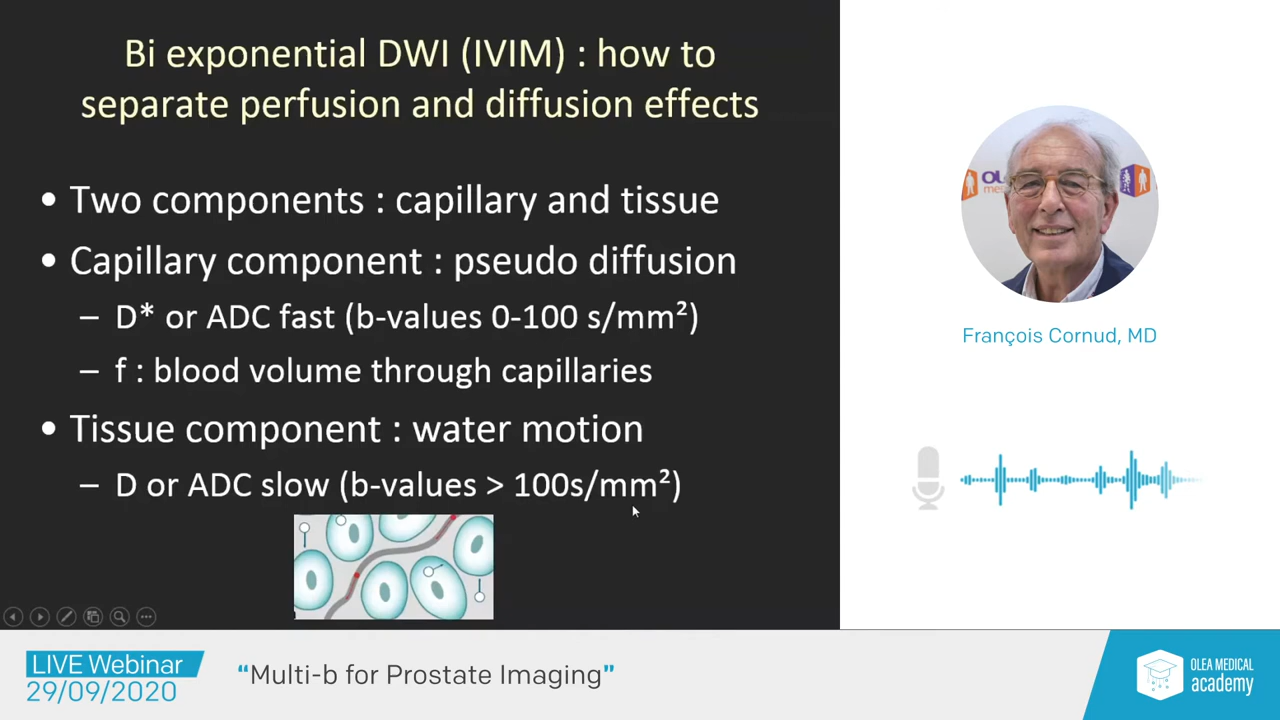 Bi exponential DWI (IVIM) : how to
separate perfusion and diffusion effects
• Two components : capillary and tissue
• Capillary component : pseudo diffusion
– D* or ADC fast (b-values 0-100 s/mm²)
– f : blood volume through capillaries
• Tissue component : water motion
– D or ADC slow (b-values > 100s/mm²)
François Cornud, MD
LIVE Webinar
29/09/2020
“Multi-b for Prostate Imaging”
OLEA MEDICAL
academy